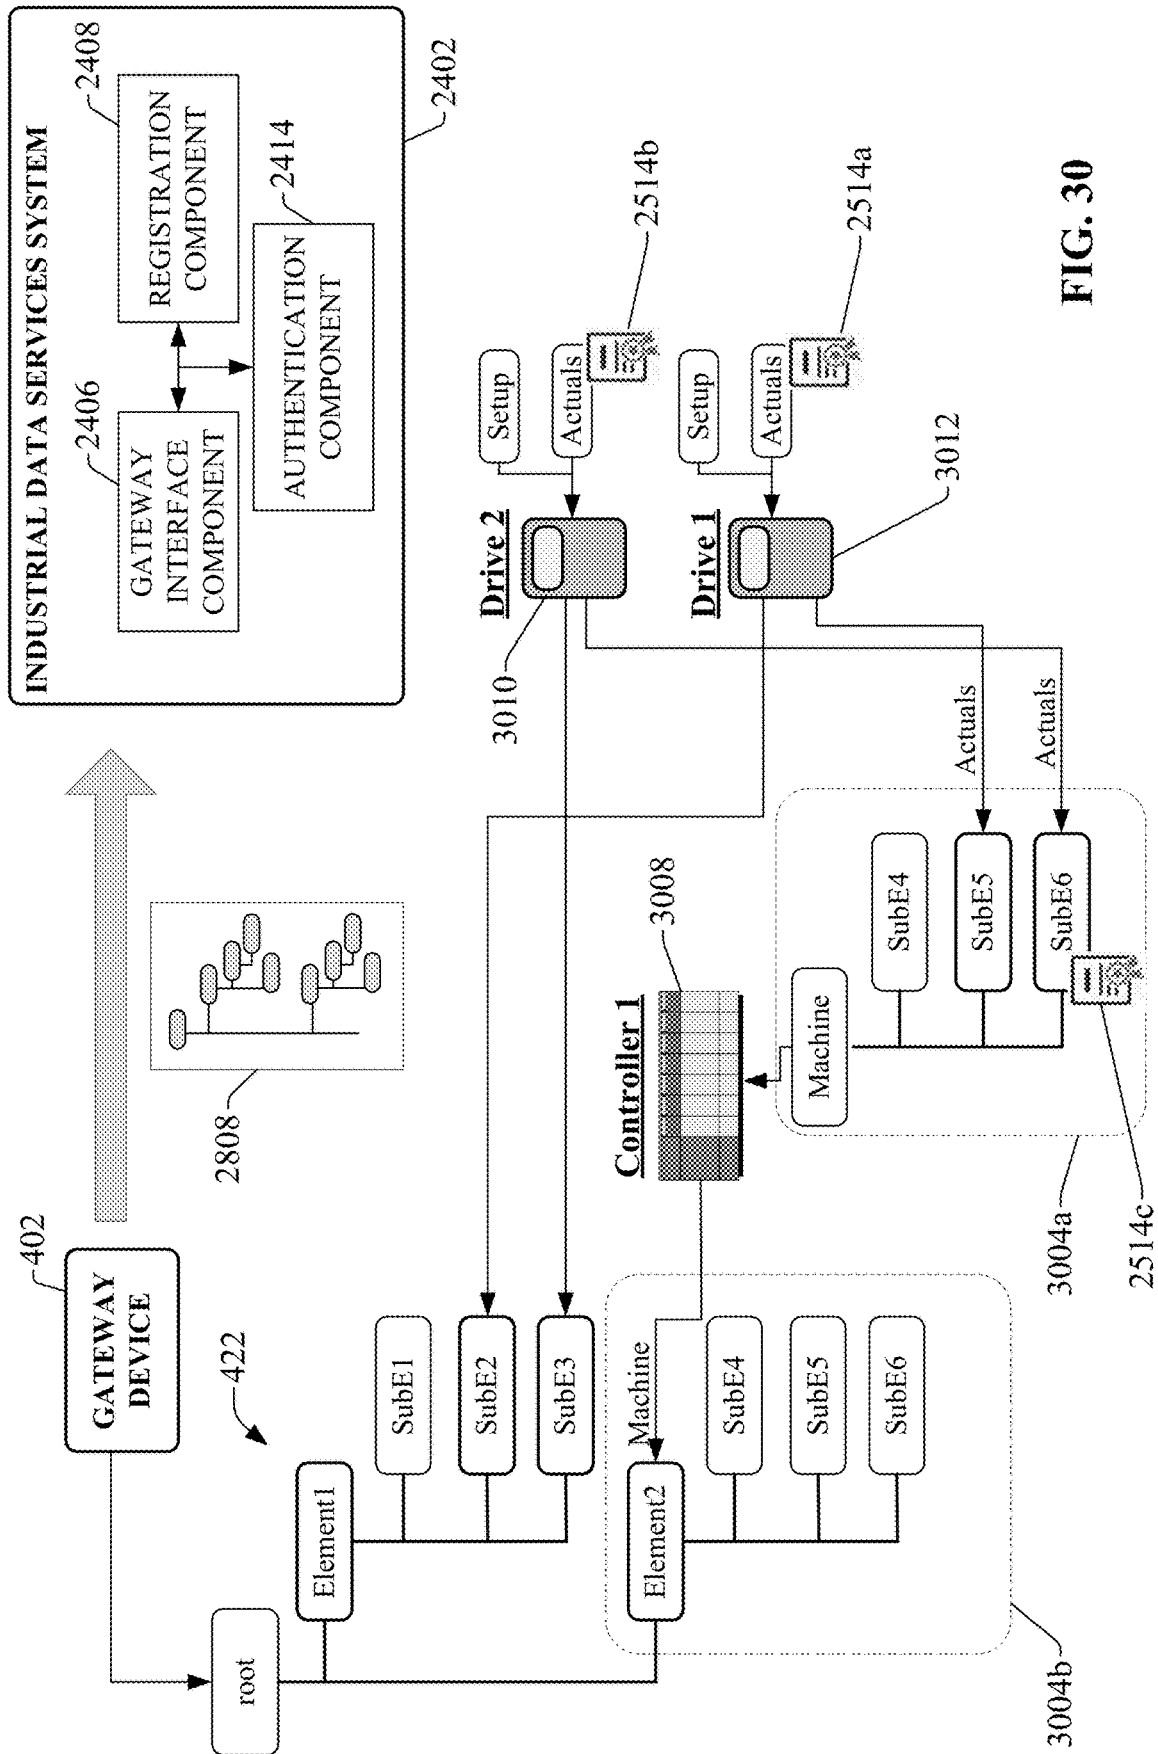 402
GATEWAY
DEVICE
422
root
Element1
SubE1
SubE2
SubE3
Machine
Element2
SubE4
SubE5
SubE6
3004b
2808
INDUSTRIAL DATA SERVICES SYSTEM
2406
GATEWAY
INTERFACE
COMPONENT
REGISTRATION
COMPONENT
2408
AUTHENTICATION
COMPONENT
2414
2402
Controller 1
3008
Machine
SubE4
SubE5
SubE6
Actuals
Actuals
3004a
2514c
Drive 2
3010
Setup
Actuals
2514b
Drive 1
3012
Setup
Actuals
2514a
FIG. 30